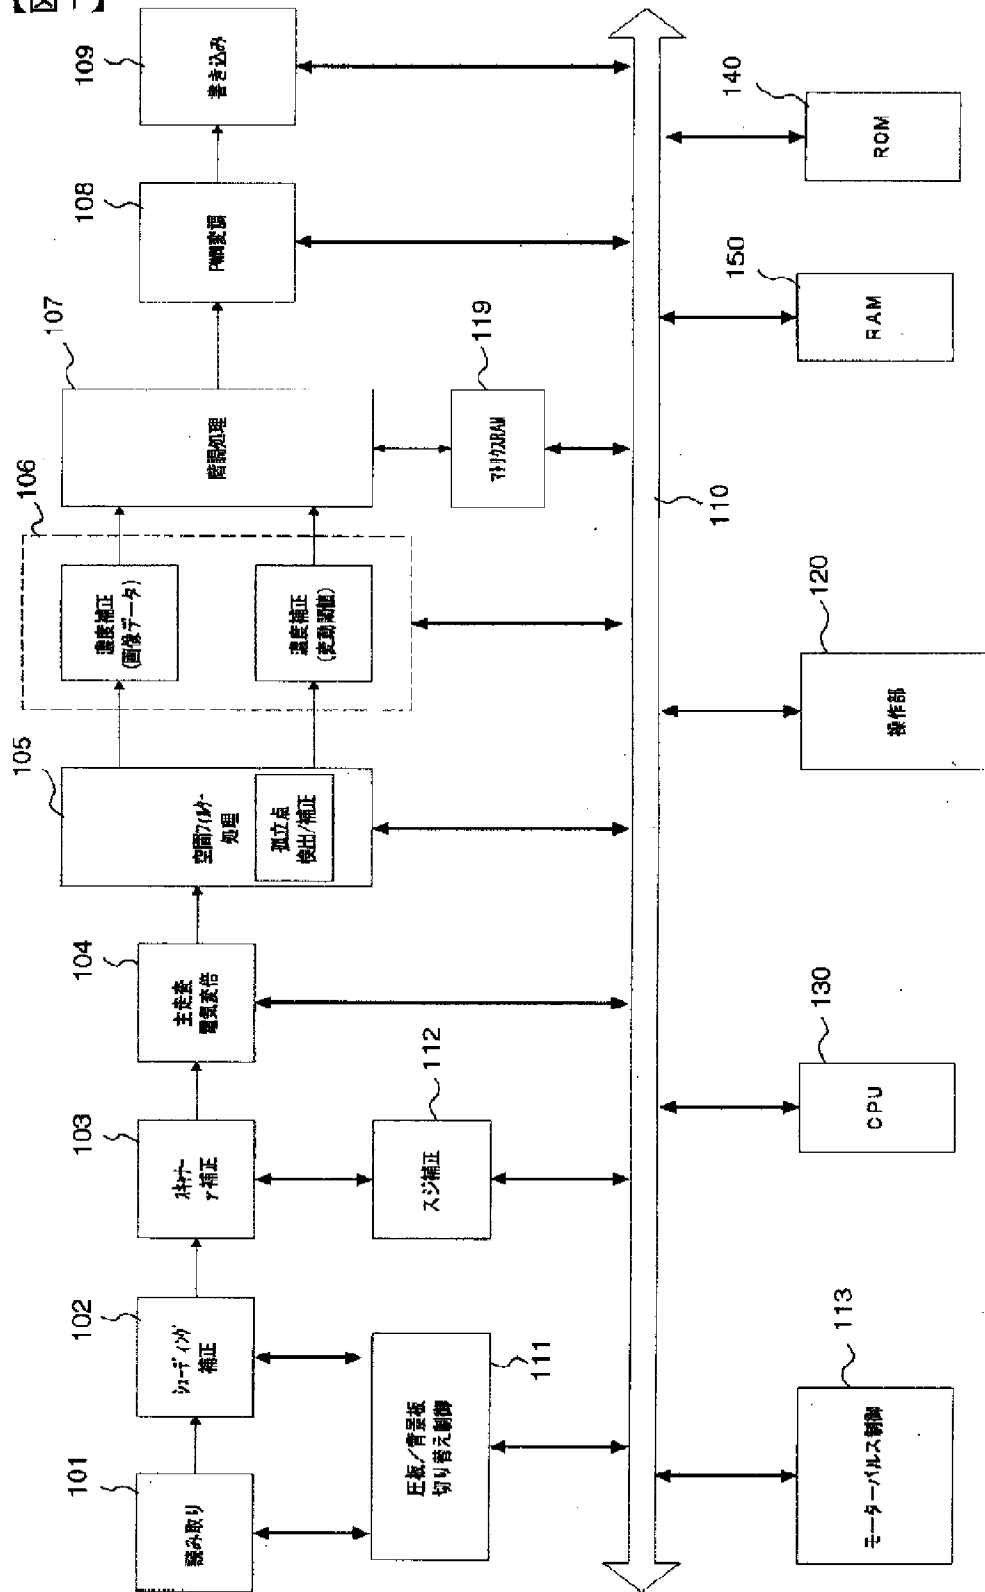 【図1】
101
読み取り
102
シェーディング
補正
103
スキャナー
γ補正
104
主走査
電気変倍
105
空間フィルター
処理
孤立点
検出/補正
106
濃度補正
(画像データ)
濃度補正
(変動閾値)
107
階調処理
108
PWM変調
109
書き込み
111
圧板/背景板
切り替え制御
112
スジ補正
119
マトリクスRAM
110
113
モーターパルス制御
130
CPU
120
操作部
150
RAM
140
ROM